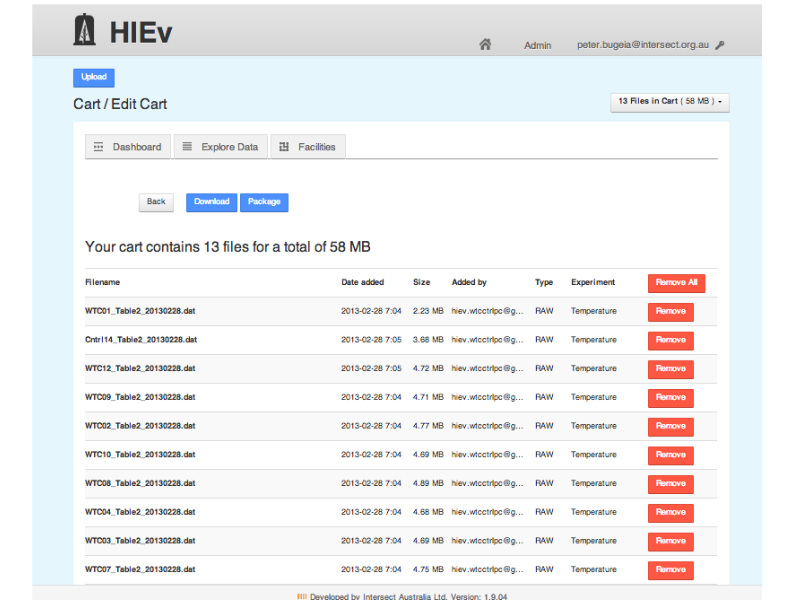 HIEv
Admin peter.bugeia@intersect.org.au
Upload
Cart / Edit Cart
13 Files in Cart ( 58 MB )
Dashboard Explore Data Facilities
Back Download Package
Your cart contains 13 files for a total of 58 MB
Filename Date added Size Added by Type Experiment Remove All
WTC01_Table2_20130228.dat 2013-02-28 7:04 2.23 MB hiev.wtcctrlpc@g... RAW Temperature Remove
Cntrl14_Table2_20130228.dat 2013-02-28 7:05 3.68 MB hiev.wtcctrlpc@g... RAW Temperature Remove
WTC12_Table2_20130228.dat 2013-02-28 7:05 4.72 MB hiev.wtcctrlpc@g... RAW Temperature Remove
WTC09_Table2_20130228.dat 2013-02-28 7:04 4.71 MB hiev.wtcctrlpc@g... RAW Temperature Remove
WTC02_Table2_20130228.dat 2013-02-28 7:04 4.77 MB hiev.wtcctrlpc@g... RAW Temperature Remove
WTC10_Table2_20130228.dat 2013-02-28 7:04 4.69 MB hiev.wtcctrlpc@g... RAW Temperature Remove
WTC08_Table2_20130228.dat 2013-02-28 7:04 4.89 MB hiev.wtcctrlpc@g... RAW Temperature Remove
WTC04_Table2_20130228.dat 2013-02-28 7:04 4.68 MB hiev.wtcctrlpc@g... RAW Temperature Remove
WTC03_Table2_20130228.dat 2013-02-28 7:04 4.69 MB hiev.wtcctrlpc@g... RAW Temperature Remove
WTC07_Table2_20130228.dat 2013-02-28 7:04 4.75 MB hiev.wtcctrlpc@g... RAW Temperature Remove
Developed by Intersect Australia Ltd. Version: 1.9.04